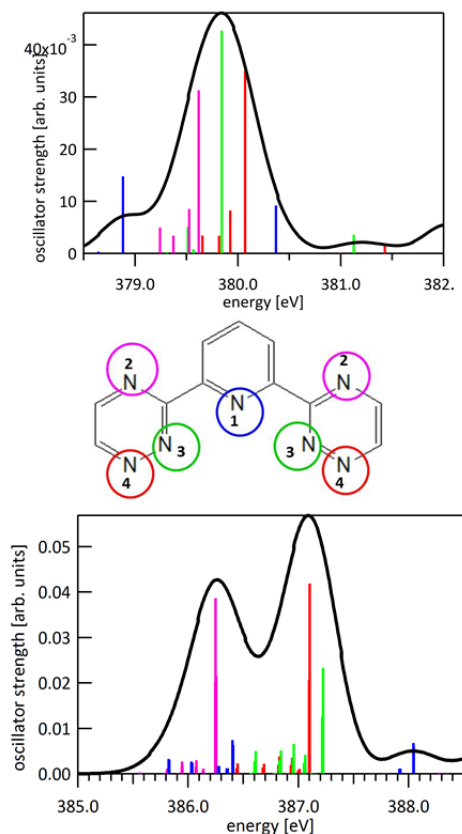 40x10⁻³
30
20
10
0
oscillator strength [arb. units]
379.0
380.0
381.0
382.
energy [eV]
2
N
2
N
N
1
N
3
N
3
N
4
N
4
0.05
0.04
0.03
0.02
0.01
0.00
oscillator strength [arb. units]
385.0
386.0
387.0
388.0
energy [eV]